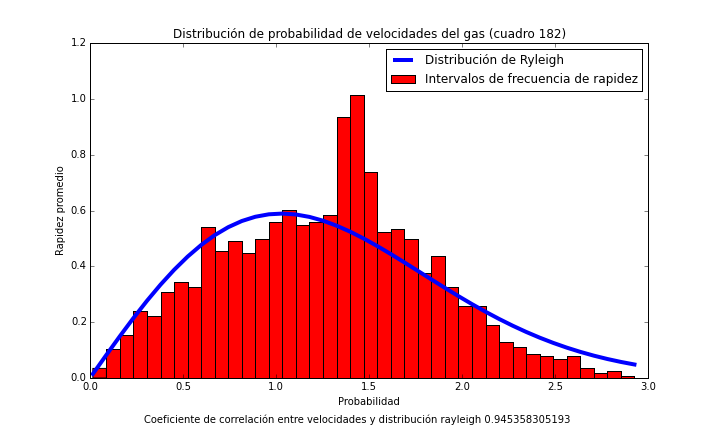 Distribución de probabilidad de velocidades del gas (cuadro 182)
Distribución de Ryleigh
Intervalos de frecuencia de rapidez
1.2
1.0
0.8
0.6
0.4
0.2
0.0
Rapidez promedio
0.0 0.5 1.0 1.5 2.0 2.5 3.0
Probabilidad
Coeficiente de correlación entre velocidades y distribución rayleigh 0.945358305193